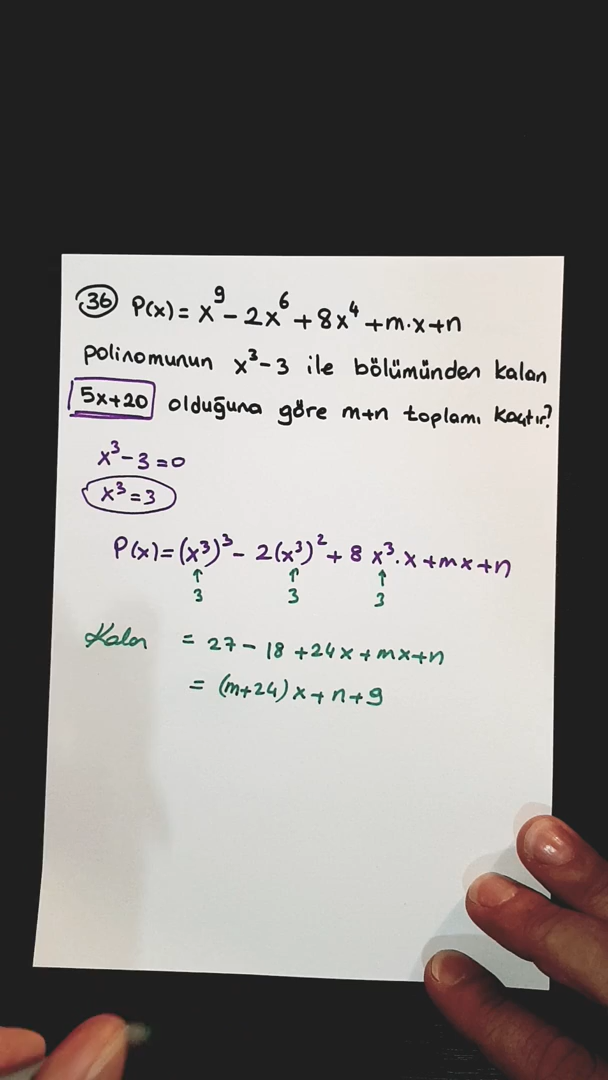 36 P(x) = x⁹ - 2x⁶ + 8x⁴ + m·x+n
polinomunun x³-3 ile bölümünden kalan
5x+20 olduğuna göre m+n toplamı kaçtır?
x³-3=0
x³=3
P(x)=(x³)³- 2(x³)²+ 8 x³.x+mx+n
↑ ↑ ↑
3 3 3
Kalan = 27 - 18 +24x+mx+n
= (m+24)x+n+9